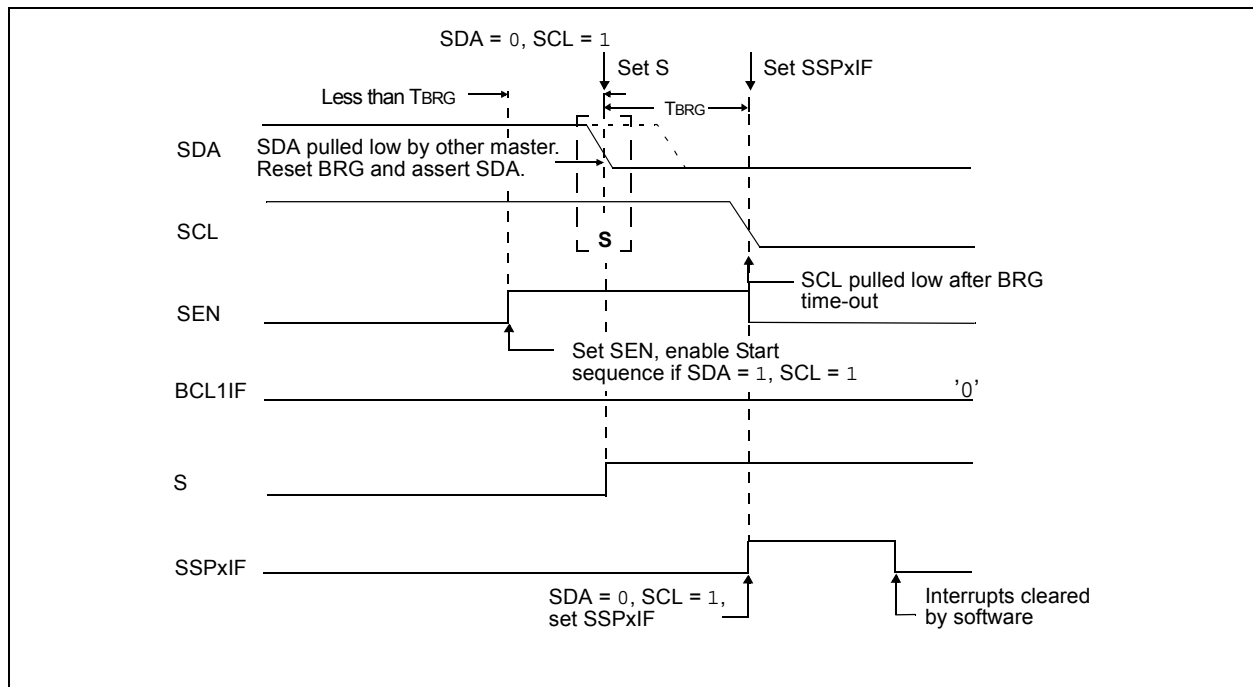 SDA = 0, SCL = 1
Set S
Set SSPxIF
Less than TBRG
TBRG
SDA
SDA pulled low by other master.
Reset BRG and assert SDA.
SCL
S
SCL pulled low after BRG
time-out
SEN
Set SEN, enable Start
sequence if SDA = 1, SCL = 1
BCL1IF
'0'
S
SSPxIF
SDA = 0, SCL = 1,
set SSPxIF
Interrupts cleared
by software